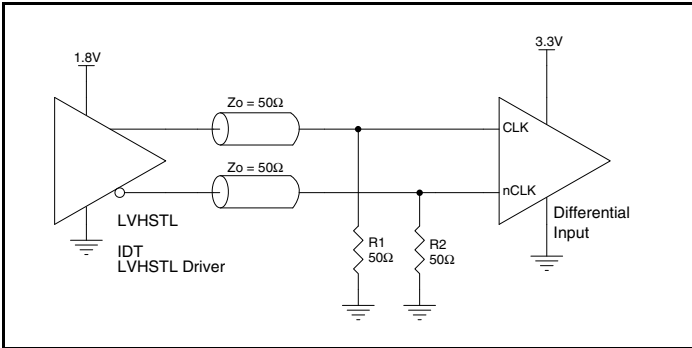 1.8V
3.3V
Zo = 50Ω
CLK
Zo = 50Ω
nCLK
LVHSTL
IDT
LVHSTL Driver
R1
50Ω
R2
50Ω
Differential
Input